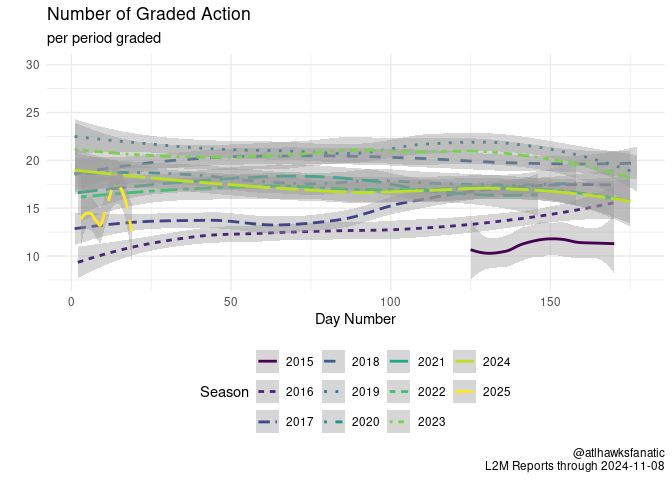 Number of Graded Action
per period graded
30
25
20
15
10
0 50 100 150
Day Number
Season
2015 2018 2021 2024
2016 2019 2022 2025
2017 2020 2023
@atlhawksfanatic
L2M Reports through 2024-11-08